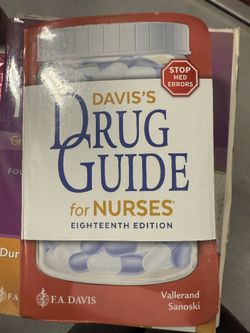 STOP
MED
ERRORS
DAVIS'S
DRUG
GUIDE
for NURSES®
EIGHTEENTH EDITION
F.A. DAVIS
Vallerand
Sanoski